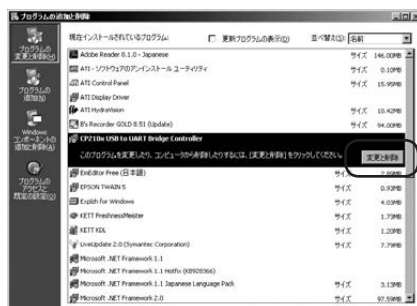 プログラムの追加と削除
現在インストールされているプログラム:
更新プログラムの表示(O)
並べ替え(S): 名前
プログラムの
変更と削除(H)
プログラムの
追加(N)
Windows
コンポーネントの
追加と削除(A)
プログラムの
アクセスと
既定の設定(O)
Adobe Reader 8.1.0 - Japanese サイズ 146.00MB
ATI - ソフトウェアのアンインストール ユーティリティ サイズ 0.10MB
ATI Control Panel サイズ 15.95MB
ATI Display Driver
ATI HydraVision サイズ 10.42MB
B's Recorder GOLD 8.51 (Update) サイズ 94.00MB
CP210x USB to UART Bridge Controller
このプログラムを変更したり、コンピュータから削除したりするには、[変更と削除] をクリックしてください。 変更と削除
EmEditor Free (日本語) サイズ 2.89MB
EPSON TWAIN 5 サイズ 0.93MB
Explzh for Windows サイズ 4.03MB
KETT FreshnessMeister サイズ 1.73MB
KETT KDL サイズ 1.20MB
LiveUpdate 2.0 (Symantec Corporation) サイズ 7.79MB
Microsoft .NET Framework 1.1
Microsoft .NET Framework 1.1 Hotfix (KB928366)
Microsoft .NET Framework 1.1 Japanese Language Pack サイズ 3.13MB
Microsoft .NET Framework 2.0 サイズ 97.59MB